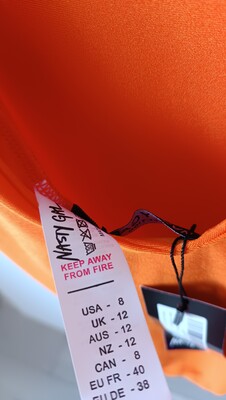 NASTY GAL
KEEP AWAY
FROM FIRE
USA - 8
UK - 12
AUS - 12
NZ - 12
CAN - 8
EU FR - 40
EU DE - 38